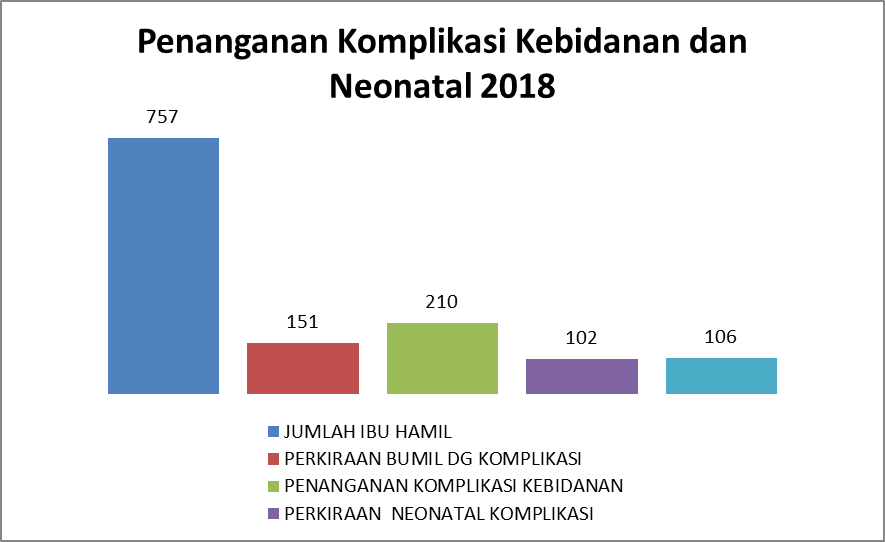 Penanganan Komplikasi Kebidanan dan
Neonatal 2018
757
151
210
102
106
JUMLAH IBU HAMIL
PERKIRAAN BUMIL DG KOMPLIKASI
PENANGANAN KOMPLIKASI KEBIDANAN
PERKIRAAN  NEONATAL KOMPLIKASI